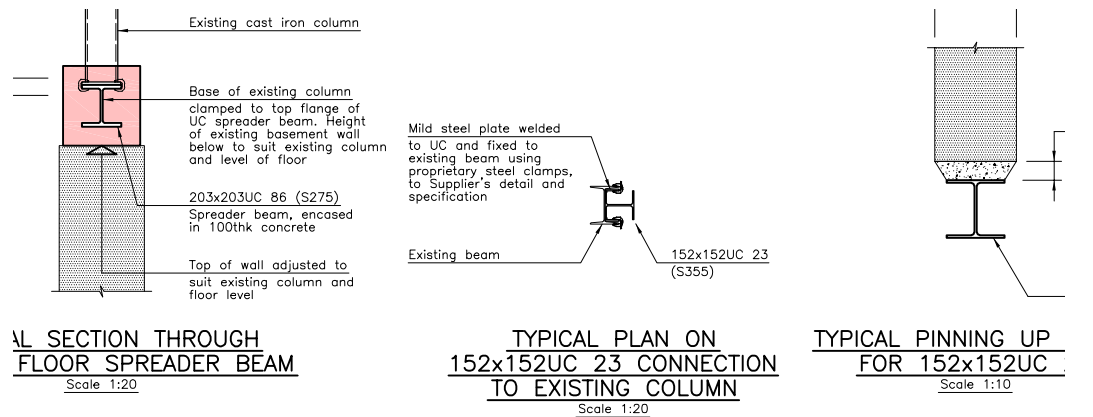 Existing cast iron column
Base of existing column
clamped to top flange of
UC spreader beam. Height
of existing basement wall
below to suit existing column
and level of floor
203x203UC 86 (S275)
Spreader beam, encased
in 100thk concrete
Top of wall adjusted to
suit existing column and
floor level
AL SECTION THROUGH
FLOOR SPREADER BEAM
Scale 1:20
Mild steel plate welded
to UC and fixed to
existing beam using
proprietary steel clamps,
to Supplier's detail and
specification
Existing beam
152x152UC 23
(S355)
TYPICAL PLAN ON
152x152UC 23 CONNECTION
TO EXISTING COLUMN
Scale 1:20
TYPICAL PINNING UP
FOR 152x152UC
Scale 1:10